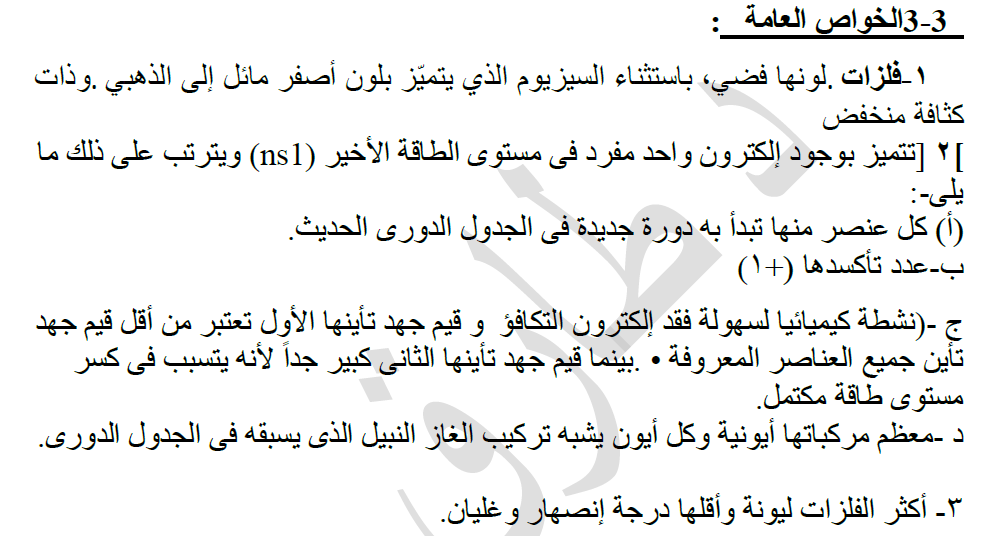 3-3الخواص العامة :
١-فلزات .لونها فضي، باستثناء السيزيوم الذي يتميّز بلون أصفر مائل إلى الذهبي .وذات
كثافة منخفض
]٢ [تتميز بوجود إلكترون واحد مفرد فى مستوى الطاقة الأخير (ns1) ويترتب على ذلك ما
يلى-:
(أ) كل عنصر منها تبدأ به دورة جديدة فى الجدول الدورى الحديث.
ب-عدد تأكسدها (+١)
ج -(نشطة كيميائيا لسهولة فقد إلكترون التكافؤ و قيم جهد تأينها الأول تعتبر من أقل قيم جهد
تأين جميع العناصر المعروفة • .بينما قيم جهد تأينها الثانى كبير جداً لأنه يتسبب فى كسر
مستوى طاقة مكتمل.
د -معظم مركباتها أيونية وكل أيون يشبه تركيب الغاز النبيل الذى يسبقه فى الجدول الدورى.
٣- أكثر الفلزات ليونة وأقلها درجة إنصهار وغليان.
د طارق